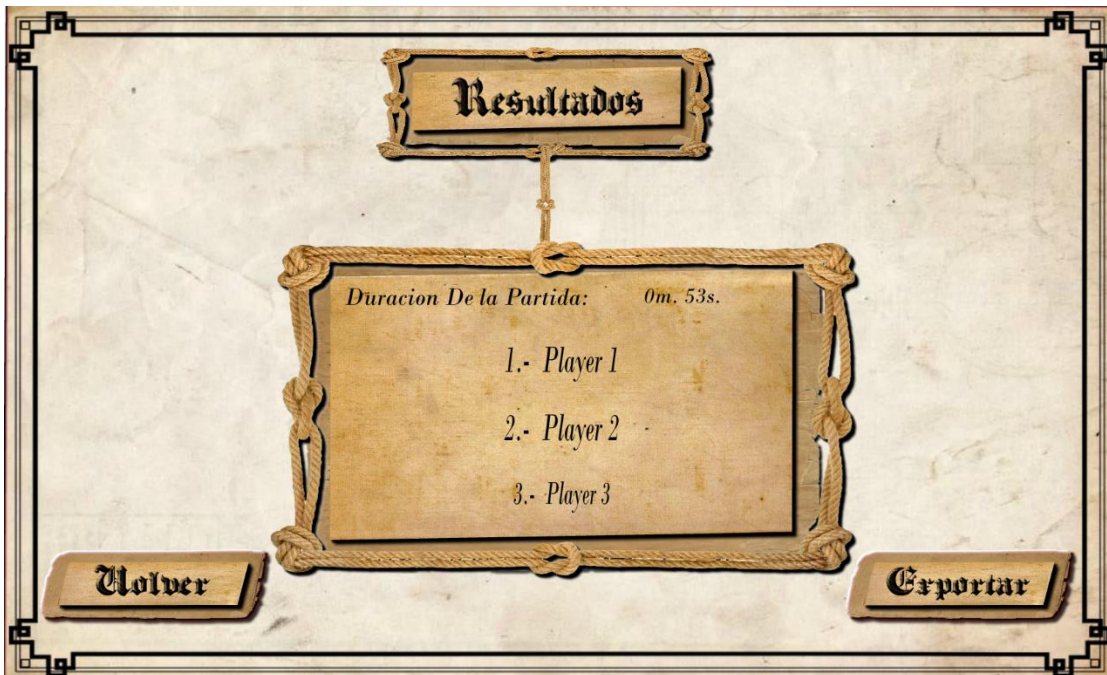 Resultados
Duracion De la Partida: 0m. 53s.
1.- Player 1
2.- Player 2
3.- Player 3
Volver
Exportar